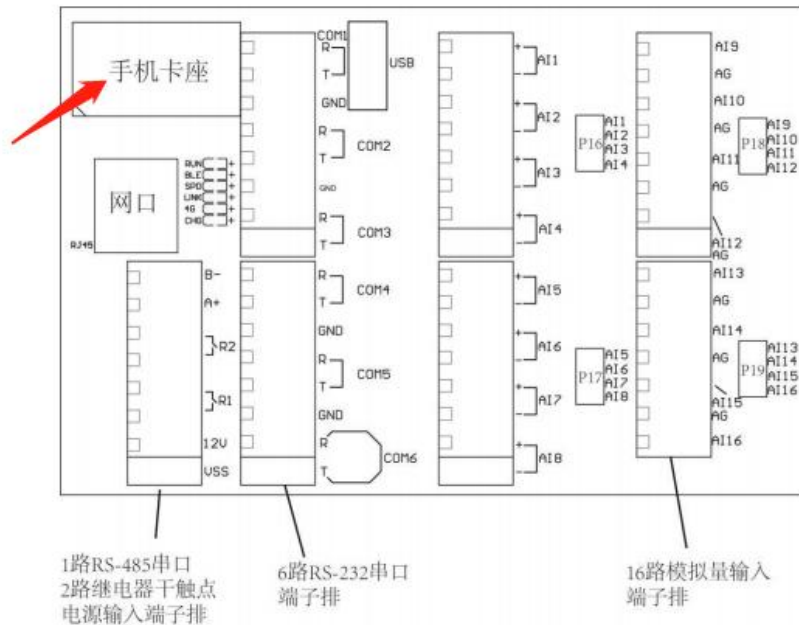 手机卡座
COM1
R
T
GND
R
COM2
T
GND
R
COM3
T
USB
网口
RJ45
RUN
BLE
SPD
LINK
4G
CHG
+
+
+
+
+
+
B-
A+
R2
R1
12V
VSS
R
COM4
T
GND
R
COM5
T
GND
R
COM6
T
+
AI1
-
+
AI2
-
+
AI3
-
+
AI4
-
+
AI5
-
+
AI6
-
+
AI7
-
+
AI8
-
P16
AI1
AI2
AI3
AI4
P17
AI5
AI6
AI7
AI8
AI9
AG
AI10
AG
AI11
AG
AI12
AG
AI13
AG
AI14
AG
AI15
AG
AI16
P18
AI9
AI10
AI11
AI12
P19
AI13
AI14
AI15
AI16
1路RS-485串口
2路继电器干触点
电源输入端子排
6路RS-232串口
端子排
16路模拟量输入
端子排